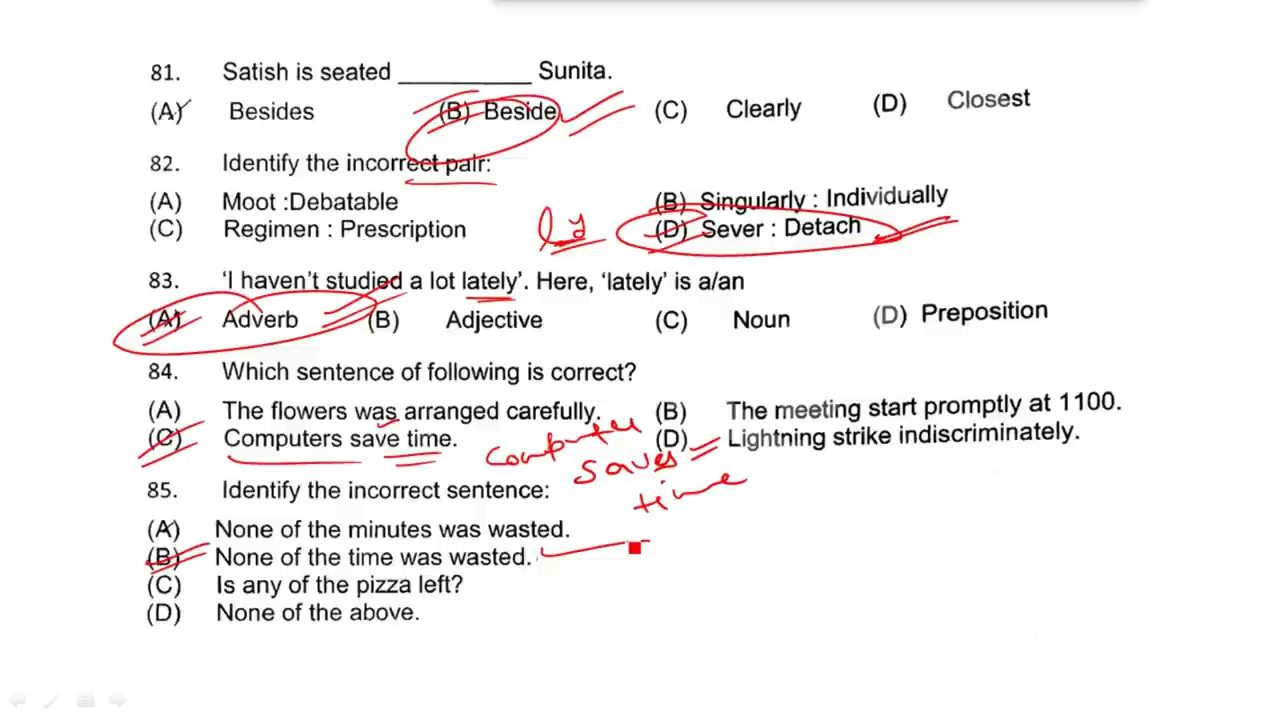 81. Satish is seated __________ Sunita.
(A) Besides (B) Beside (C) Clearly (D) Closest
82. Identify the incorrect pair:
(A) Moot :Debatable (B) Singularly : Individually
(C) Regimen : Prescription ly (D) Sever : Detach
83. 'I haven't studied a lot lately'. Here, 'lately' is a/an
(A) Adverb (B) Adjective (C) Noun (D) Preposition
84. Which sentence of following is correct?
(A) The flowers was arranged carefully. (B) The meeting start promptly at 1100.
(C) Computers save time. (D) Lightning strike indiscriminately.
saves
time
85. Identify the incorrect sentence:
(A) None of the minutes was wasted.
(B) None of the time was wasted.
(C) Is any of the pizza left?
(D) None of the above.